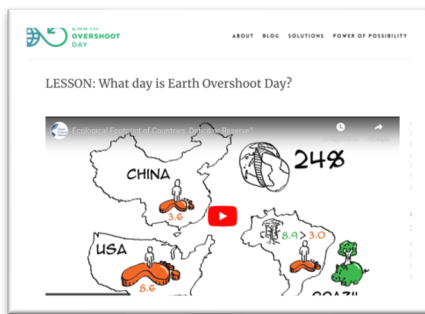 EARTH
OVERSHOOT
DAY
ABOUT BLOG SOLUTIONS POWER OF POSSIBILITY
LESSON: What day is Earth Overshoot Day?
Ecological Footprint of Countries: Deficit or Reserve?
CHINA
24%
3.6
8.9 > 3.0
USA
8.6
BRAZIL